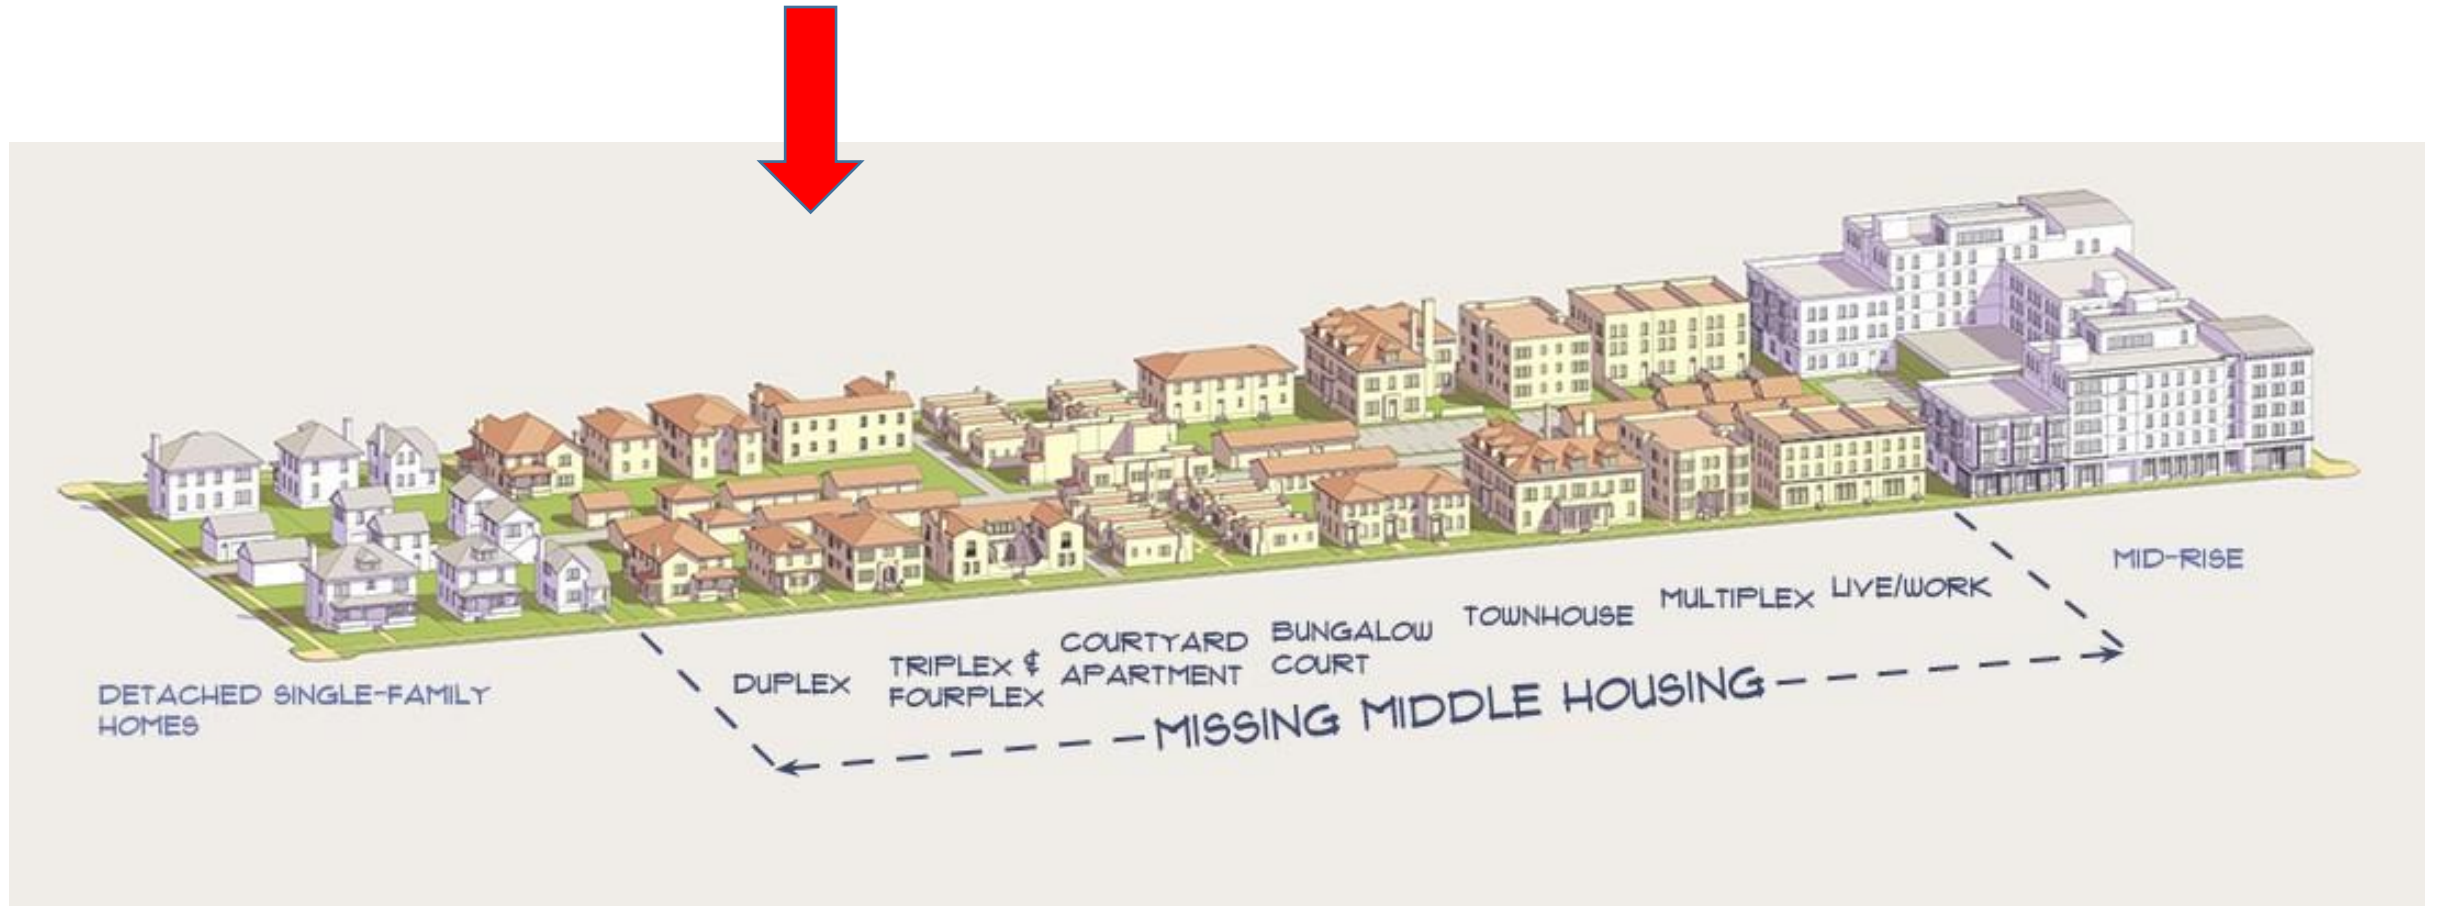 DETACHED SINGLE-FAMILY
HOMES
DUPLEX
TRIPLEX &
FOURPLEX
COURTYARD
APARTMENT
BUNGALOW
COURT
TOWNHOUSE
MULTIPLEX
LIVE/WORK
MID-RISE
MISSING MIDDLE HOUSING